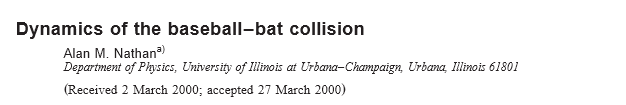 Dynamics of the baseball–bat collision
Alan M. Nathan a)
Department of Physics, University of Illinois at Urbana–Champaign, Urbana, Illinois 61801
(Received 2 March 2000; accepted 27 March 2000)